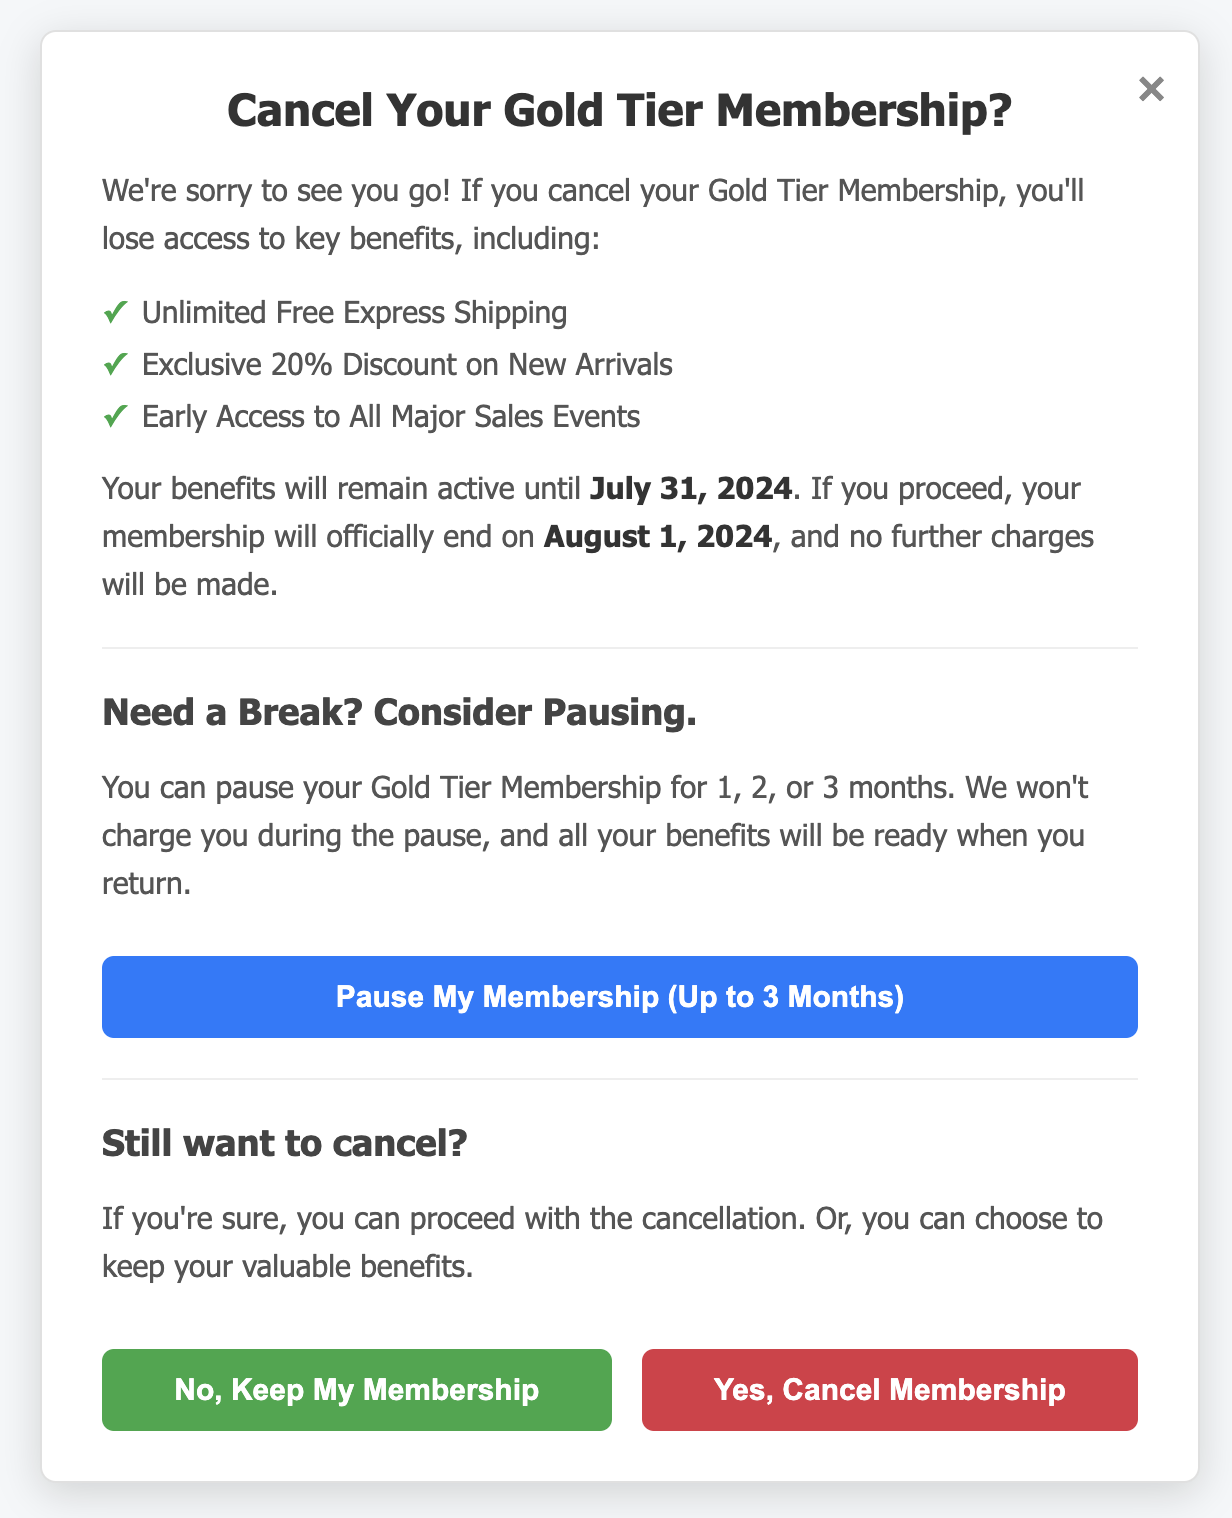 Cancel Your Gold Tier Membership?
×
We're sorry to see you go! If you cancel your Gold Tier Membership, you'll
lose access to key benefits, including:
✓ Unlimited Free Express Shipping
✓ Exclusive 20% Discount on New Arrivals
✓ Early Access to All Major Sales Events
Your benefits will remain active until July 31, 2024. If you proceed, your
membership will officially end on August 1, 2024, and no further charges
will be made.
Need a Break? Consider Pausing.
You can pause your Gold Tier Membership for 1, 2, or 3 months. We won't
charge you during the pause, and all your benefits will be ready when you
return.
Pause My Membership (Up to 3 Months)
Still want to cancel?
If you're sure, you can proceed with the cancellation. Or, you can choose to
keep your valuable benefits.
No, Keep My Membership
Yes, Cancel Membership